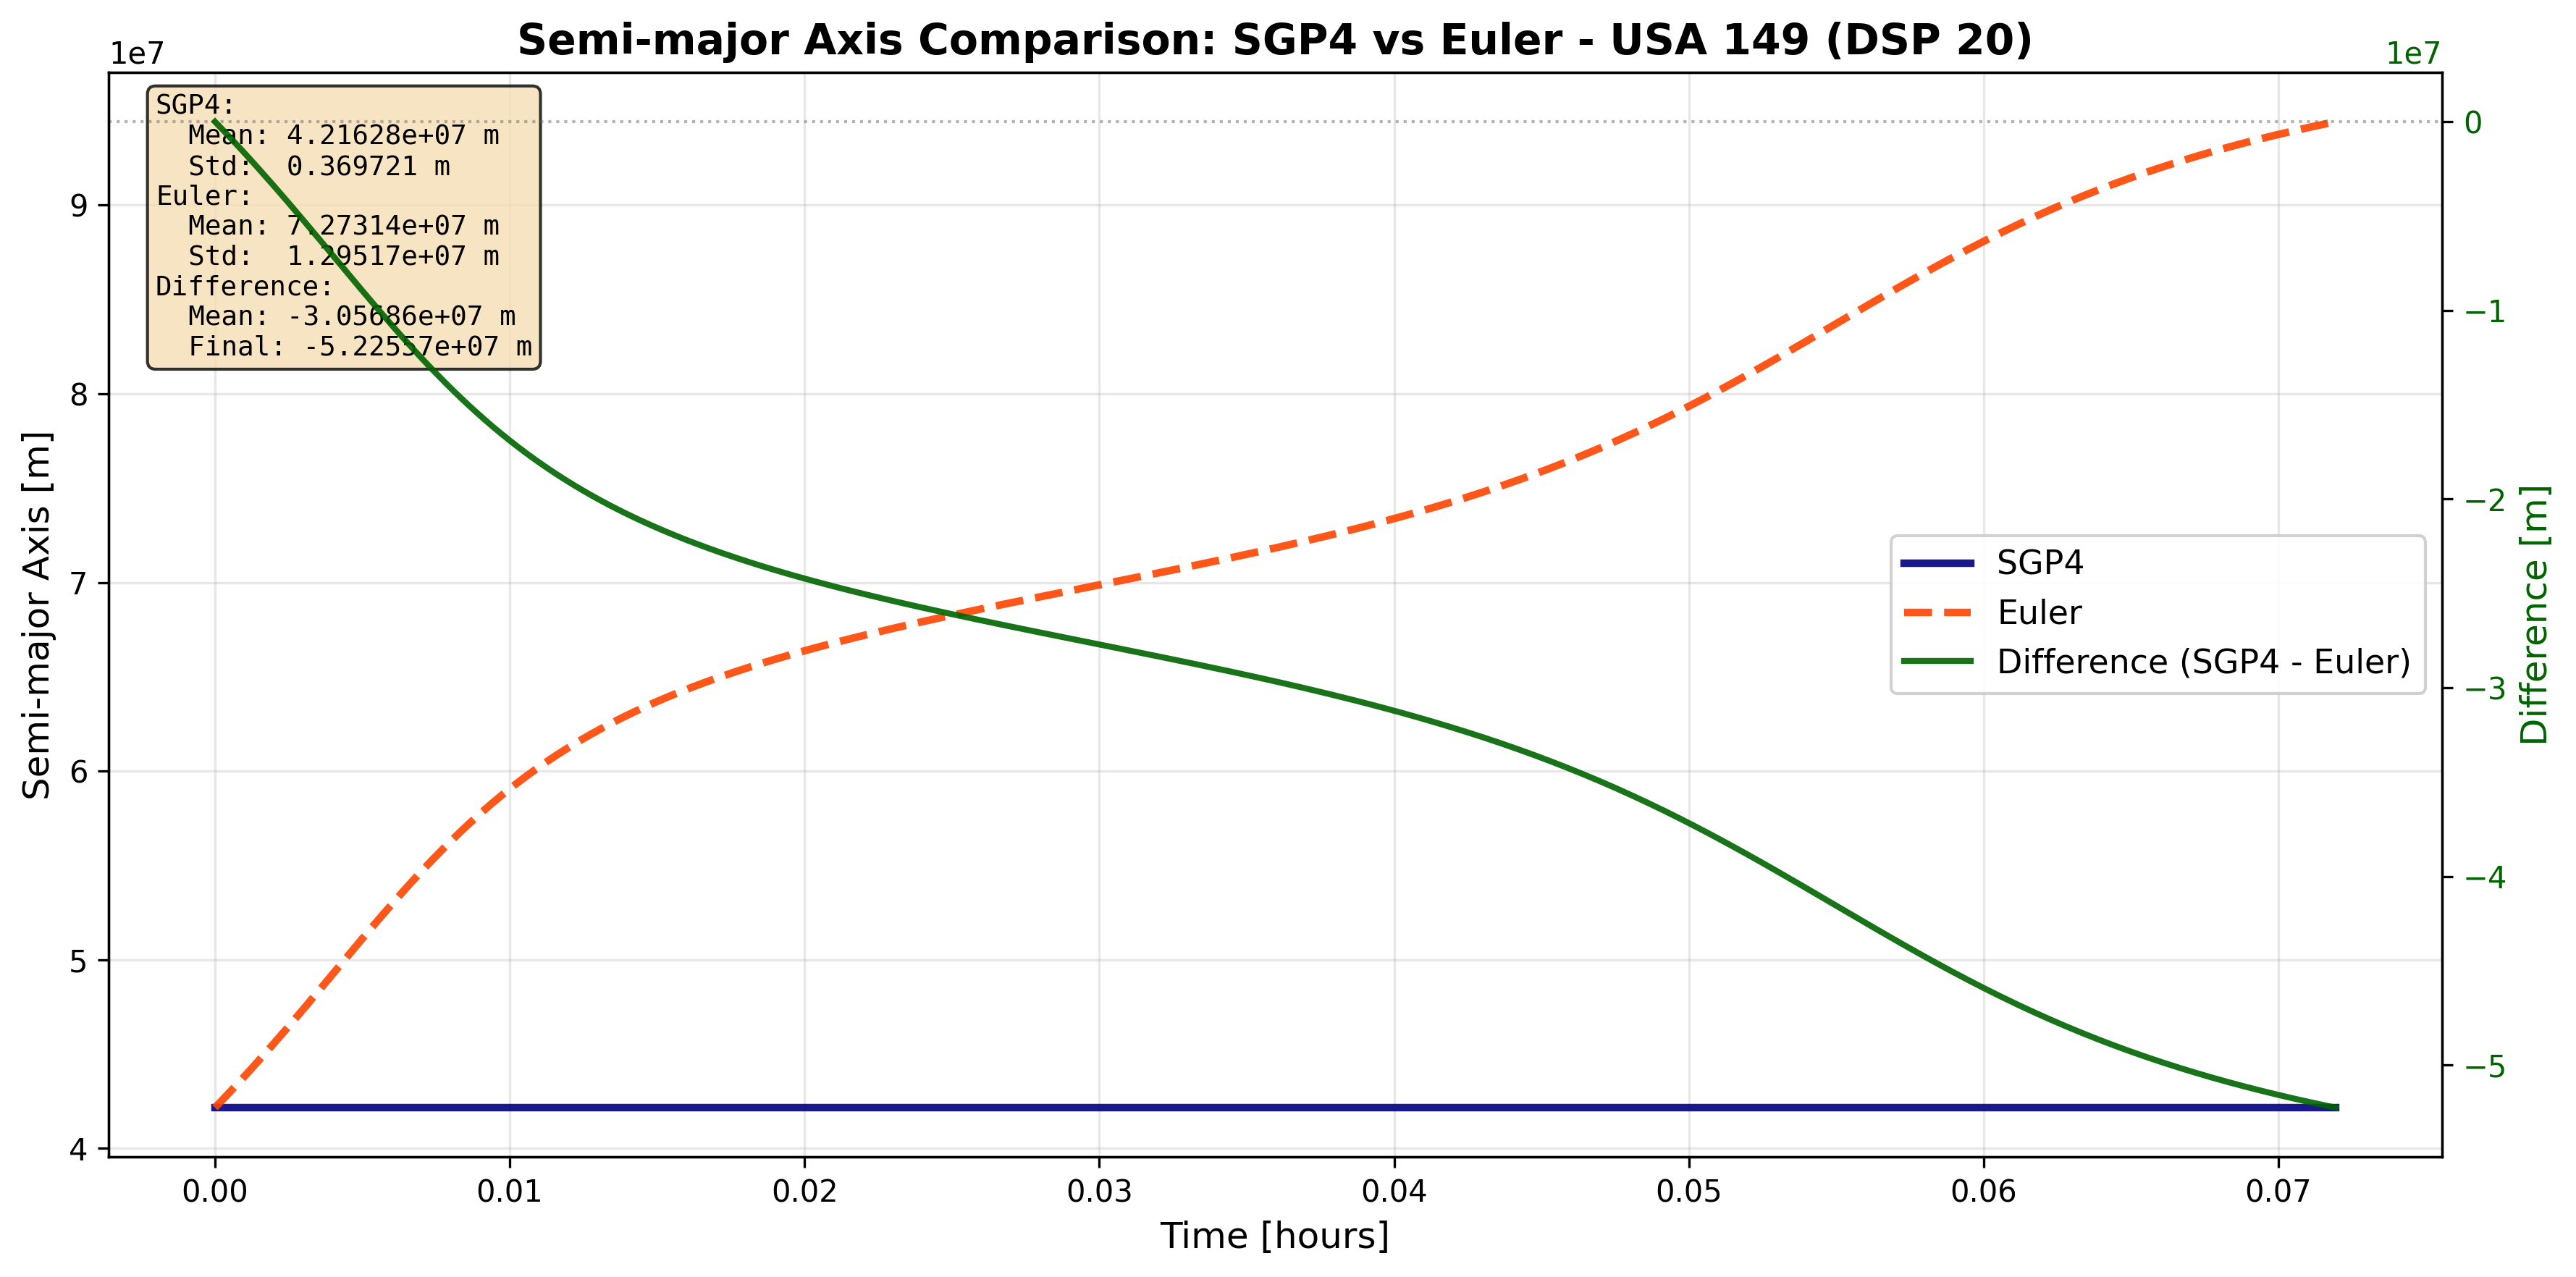 Semi-major Axis Comparison: SGP4 vs Euler - USA 149 (DSP 20)
1e7
1e7
SGP4:
Mean: 4.21628e+07 m
Std: 0.369721 m
Euler:
Mean: 7.27314e+07 m
Std: 1.29517e+07 m
Difference:
Mean: -3.05686e+07 m
Final: -5.22557e+07 m
9
8
7
6
5
4
Semi-major Axis [m]
0
−1
−2
−3
−4
−5
Difference [m]
SGP4
Euler
Difference (SGP4 - Euler)
0.00 0.01 0.02 0.03 0.04 0.05 0.06 0.07
Time [hours]